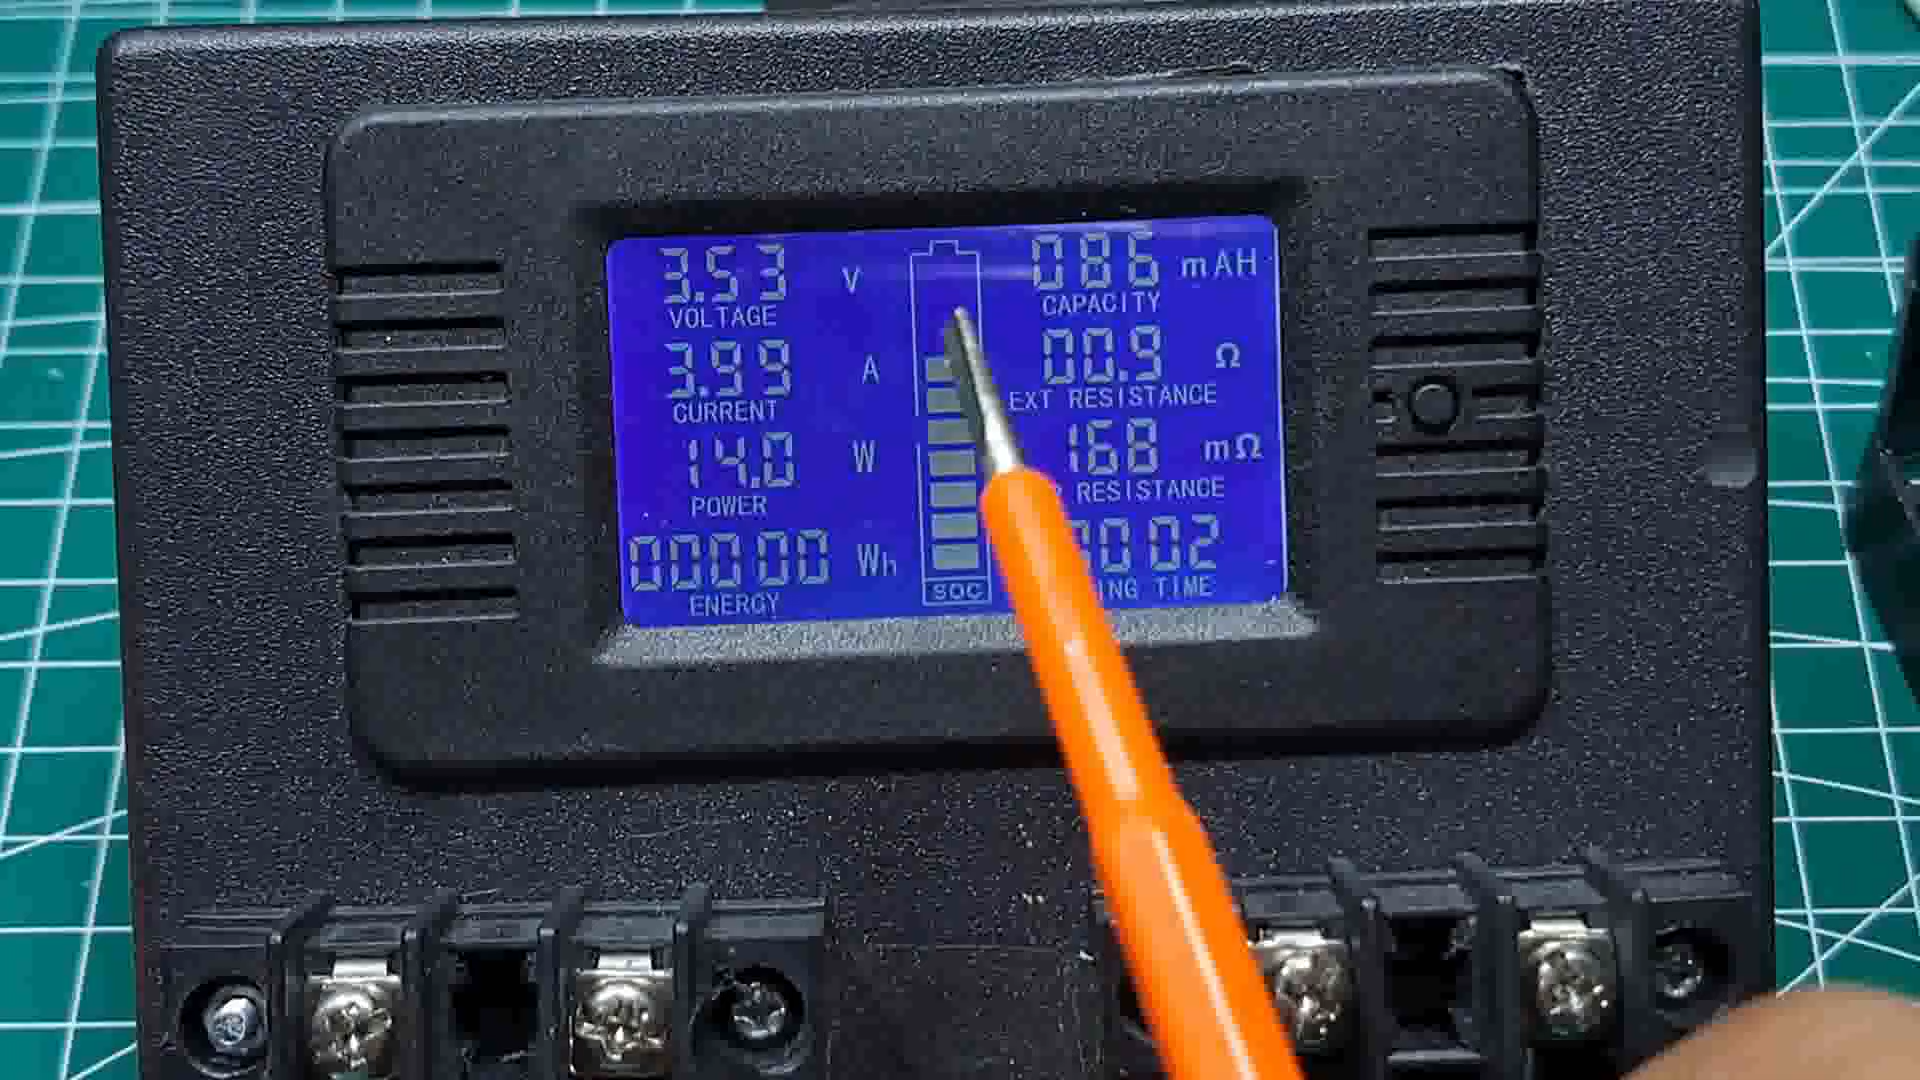 3.53 V
VOLTAGE
3.99 A
CURRENT
14.0 W
POWER
00000 Wh
ENERGY
SOC
086 mAH
CAPACITY
00.9 Ω
EXT RESISTANCE
168 mΩ
RESISTANCE
0002
TIME